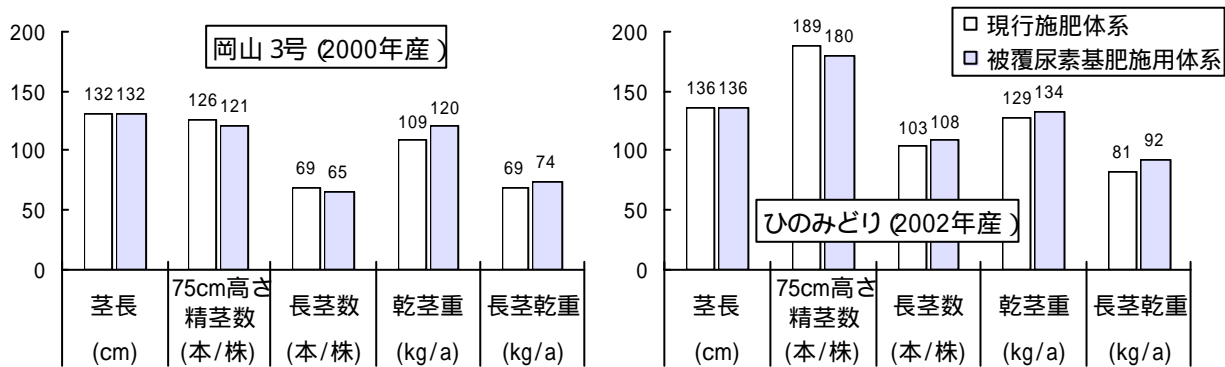 200
150
100
50
0
岡山 3号 (2000年産 )
132 132
126
121
69
65
109
120
69
74
茎長
(cm)
75cm高さ
精茎数
(本/株)
長茎数
(本/株)
乾茎重
(kg/a)
長茎乾重
(kg/a)
200
150
100
50
0
現行施肥体系
被覆尿素基肥施用体系
136 136
189
180
103
108
129
134
81
92
ひのみどり (2002年産 )
茎長
(cm)
75cm高さ
精茎数
(本/株)
長茎数
(本/株)
乾茎重
(kg/a)
長茎乾重
(kg/a)